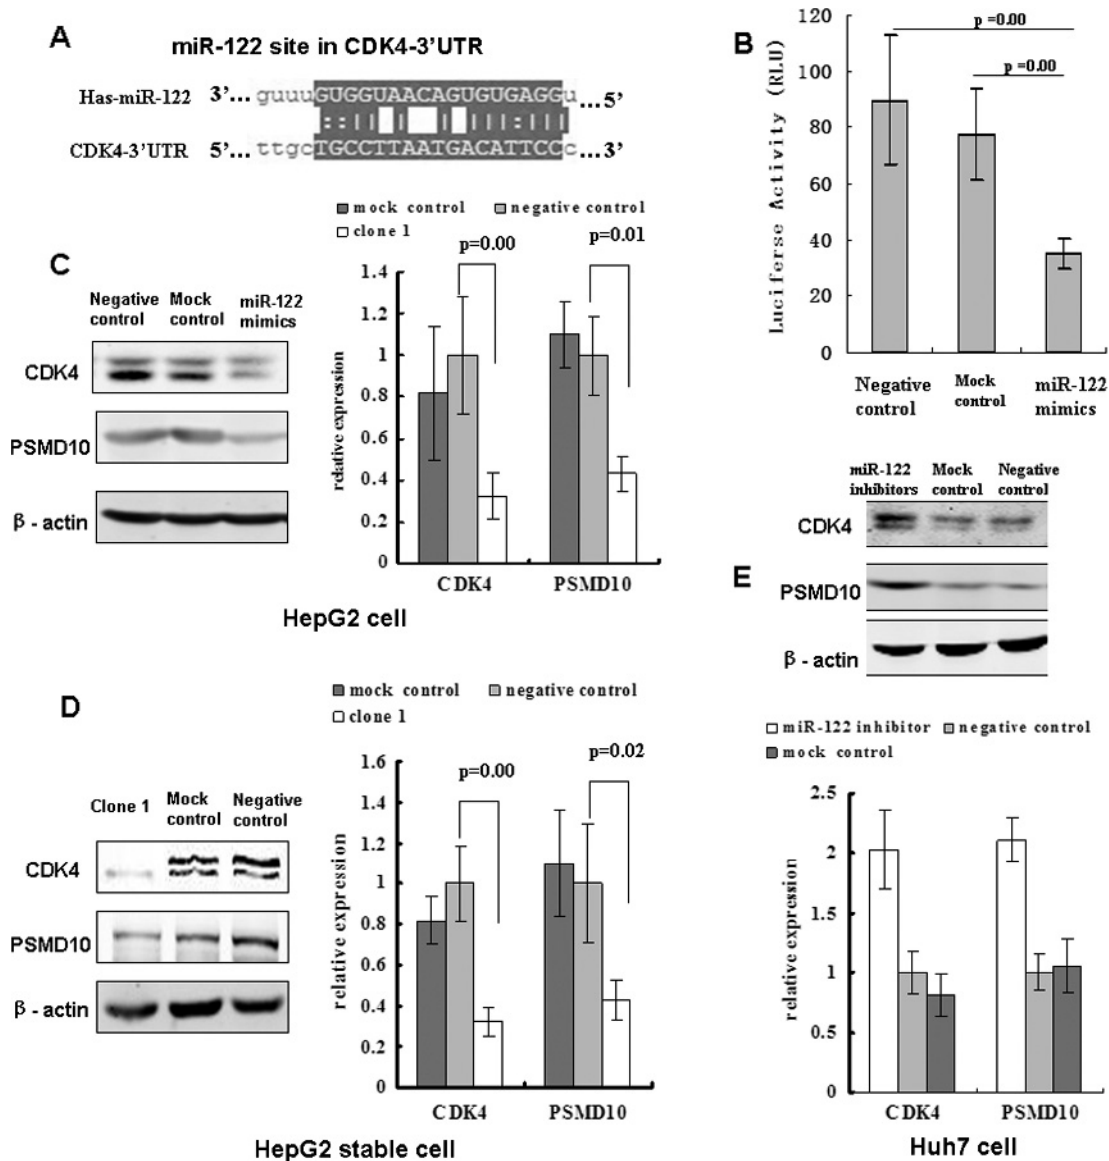 A
miR-122 site in CDK4-3'UTR
Has-miR-122 3'... guuuGUGGUAACAGUGUGAGGu ...5'
CDK4-3'UTR 5'... ttgcTGCCTTAATGACATTCCc ...3'
B
p =0.00
p =0.00
Luciferse Activity (RLU)
120
100
80
60
40
20
0
Negative control
Mock control
miR-122 mimics
C
Negative control
Mock control
miR-122 mimics
CDK4
PSMD10
β - actin
mock control
negative control
clone 1
p=0.00
p=0.01
relative expression
1.4
1.2
1
0.8
0.6
0.4
0.2
0
CDK4
PSMD10
HepG2 cell
D
Clone 1
Mock control
Negative control
CDK4
PSMD10
β - actin
mock control
negative control
clone 1
p=0.00
p=0.02
relative expression
1.6
1.4
1.2
1
0.8
0.6
0.4
0.2
0
CDK4
PSMD10
HepG2 stable cell
E
miR-122 inhibitors
Mock control
Negative control
CDK4
PSMD10
β - actin
miR-122 inhibitor
negative control
mock control
relative expression
2.5
2
1.5
1
0.5
0
CDK4
PSMD10
Huh7 cell